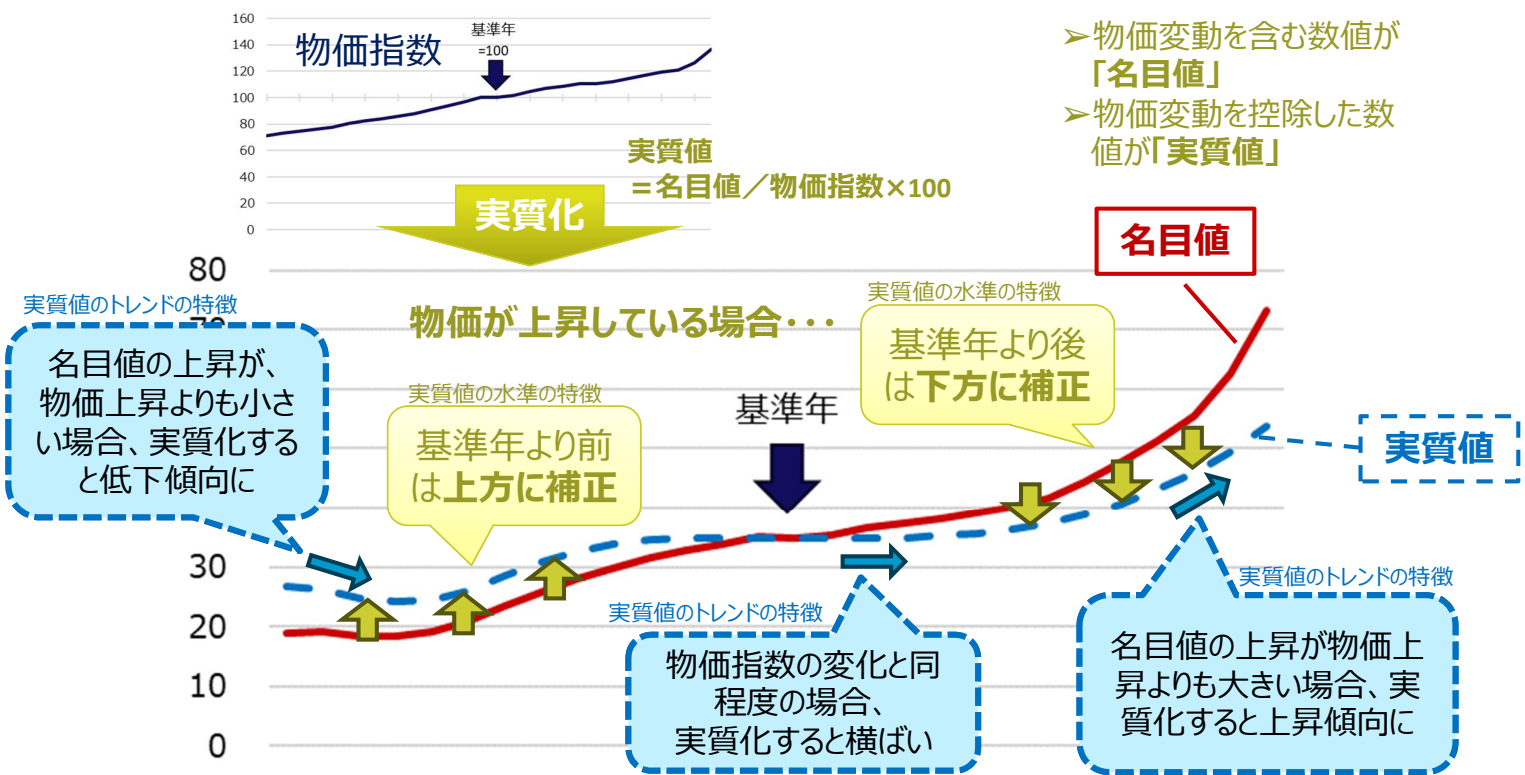 160
140
120
100
80
60
40
20
0
物価指数
基準年
=100
➢物価変動を含む数値が
「名目値」
➢物価変動を控除した数
値が「実質値」
実質値
＝名目値／物価指数×100
実質化
名目値
80
実質値のトレンドの特徴
名目値の上昇が、
物価上昇よりも小さ
い場合、実質化する
と低下傾向に
物価が上昇している場合・・・
実質値の水準の特徴
基準年より前
は上方に補正
基準年
実質値の水準の特徴
基準年より後
は下方に補正
実質値
30
20
10
0
実質値のトレンドの特徴
物価指数の変化と同
程度の場合、
実質化すると横ばい
実質値のトレンドの特徴
名目値の上昇が物価上
昇よりも大きい場合、実
質化すると上昇傾向に